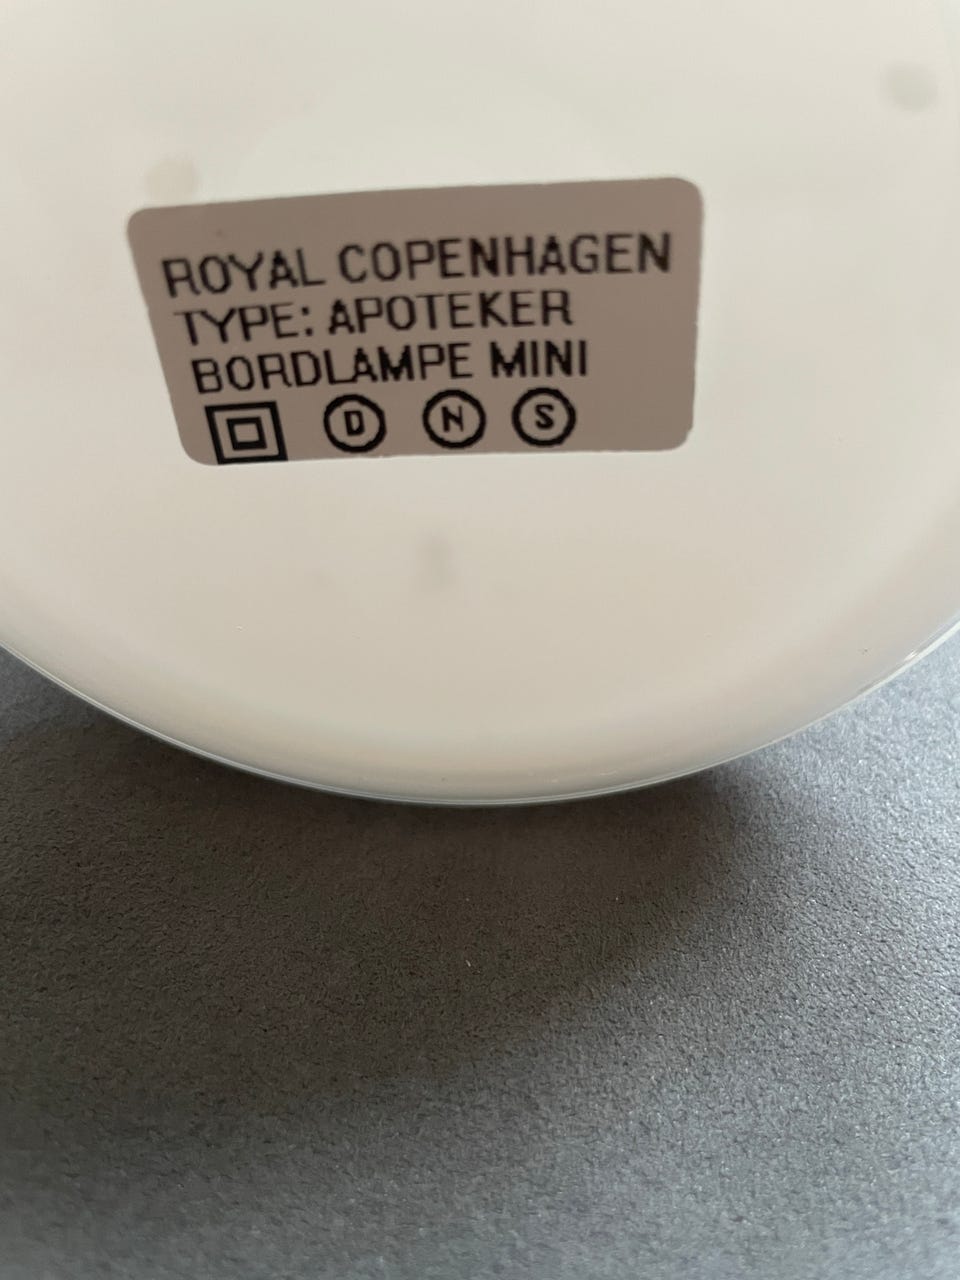 ROYAL COPENHAGEN
TYPE: APOTEKER
BORDLAMPE MINI
D N S